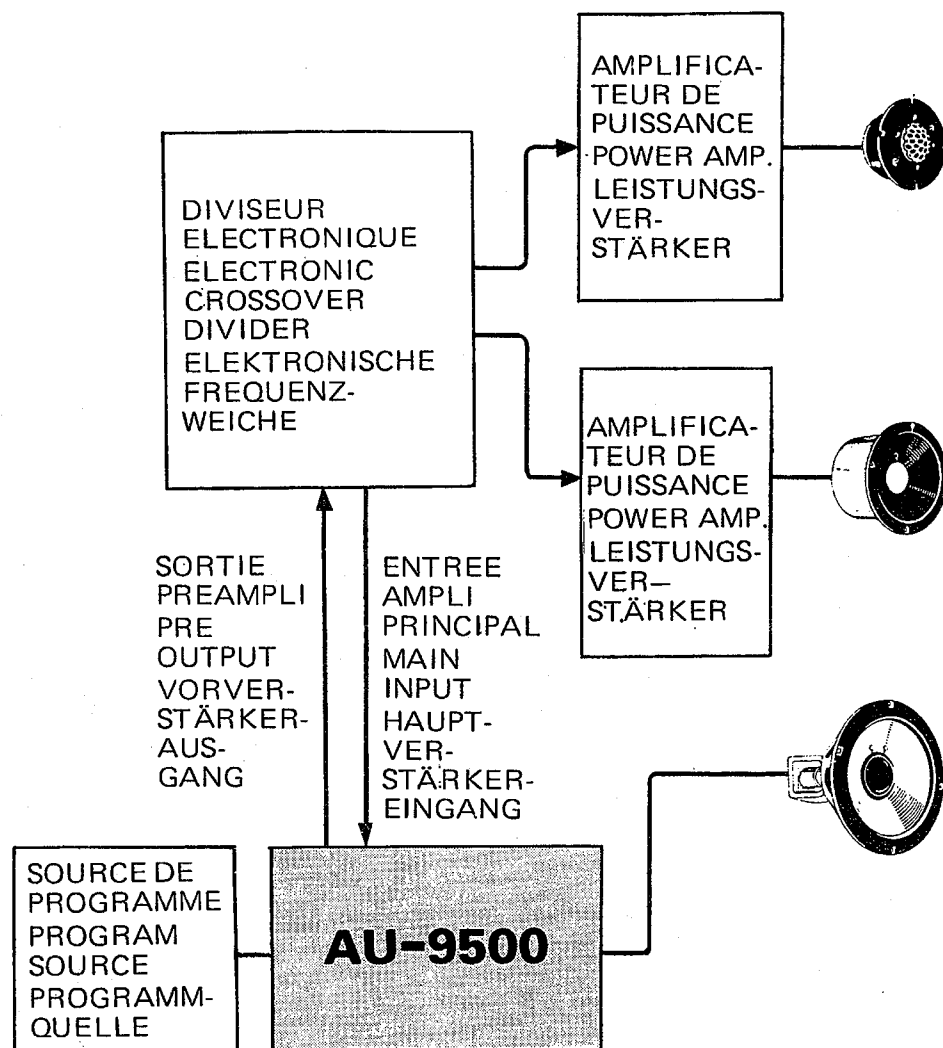 AMPLIFICA-
TEUR DE
PUISSANCE
POWER AMP.
LEISTUNGS-
VER-
STÄRKER
DIVISEUR
ELECTRONIQUE
ELECTRONIC
CROSSOVER
DIVIDER
ELEKTRONISCHE
FREQUENZ-
WEICHE
AMPLIFICA-
TEUR DE
PUISSANCE
POWER AMP.
LEISTUNGS-
VER—
STÄRKER
SORTIE
PREAMPLI
PRE
OUTPUT
VORVER-
STÄRKER-
AUS-
GANG
ENTREE
AMPLI
PRINCIPAL
MAIN
INPUT
HAUPT-
VER-
STÄRKER-
EINGANG
SOURCE DE
PROGRAMME
PROGRAM
SOURCE
PROGRAMM-
QUELLE
AU-9500